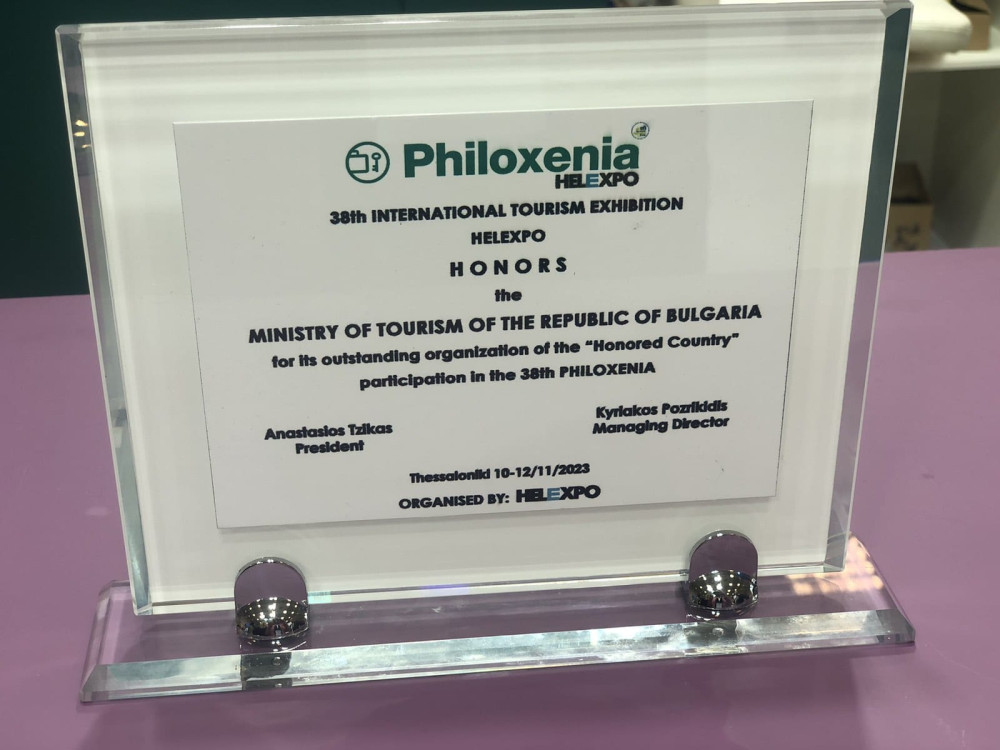 Philoxenia
HELEXPO
38th INTERNATIONAL TOURISM EXHIBITION
HELEXPO
HONORS
the
MINISTRY OF TOURISM OF THE REPUBLIC OF BULGARIA
for its outstanding organization of the “Honored Country”
participation in the 38th PHILOXENIA
Anastasios Tzikas
President
Kyriakos Pozrikidis
Managing Director
Thessaloniki 10-12/11/2023
ORGANISED BY: HELEXPO